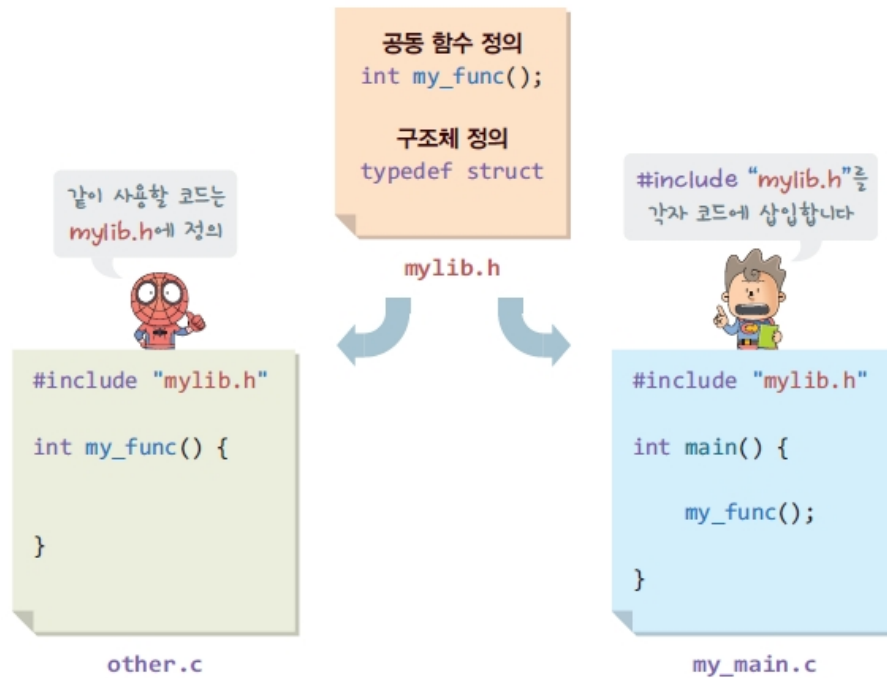 공동 함수 정의
int my_func();
구조체 정의
typedef struct
mylib.h
같이 사용할 코드는
mylib.h에 정의
#include "mylib.h"를
각자 코드에 삽입합니다
#include "mylib.h"
int my_func() {
}
other.c
#include "mylib.h"
int main() {
my_func();
}
my_main.c